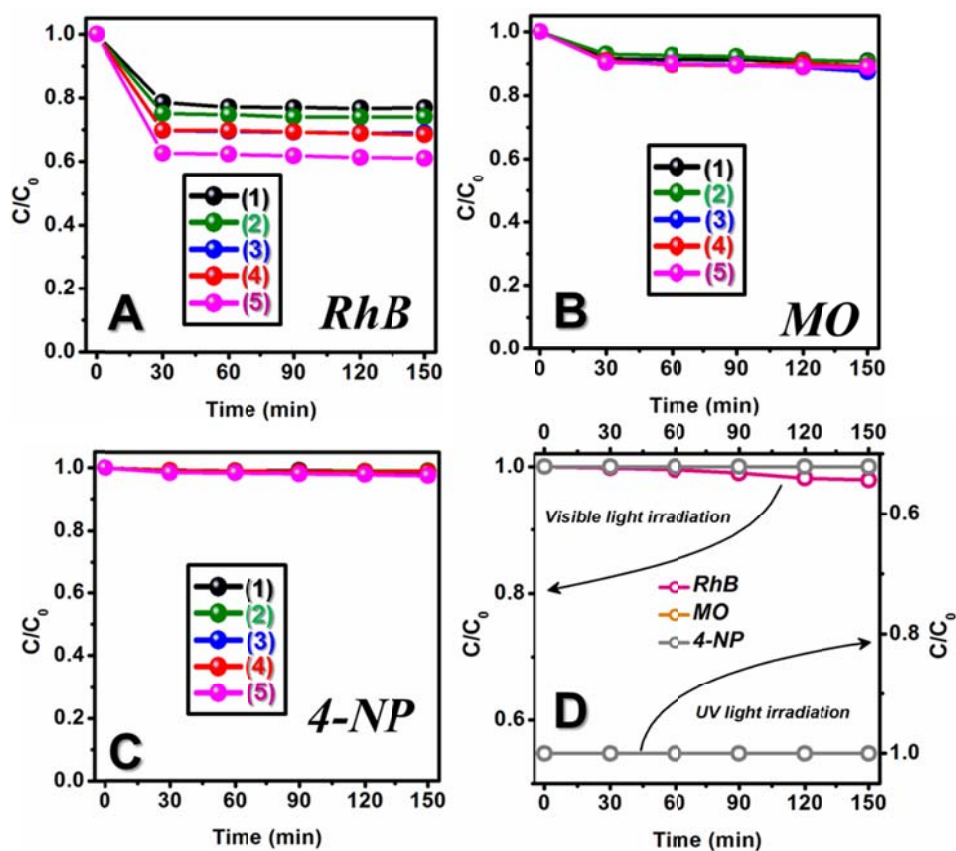 1.0
0.8
0.6
0.4
0.2
0.0
C/C0
(1)
(2)
(3)
(4)
(5)
A
RhB
0 30 60 90 120 150
Time (min)
1.0
0.8
0.6
0.4
0.2
0.0
C/C0
(1)
(2)
(3)
(4)
(5)
B
MO
0 30 60 90 120 150
Time (min)
1.0
0.8
0.6
0.4
0.2
0.0
C/C0
(1)
(2)
(3)
(4)
(5)
C
4-NP
0 30 60 90 120 150
Time (min)
0 30 60 90 120 150
1.0
0.8
0.6
C/C0
Visible light irradiation
RhB
MO
4-NP
UV light irradiation
D
0.6
0.8
1.0
C/C0
0 30 60 90 120 150
Time (min)